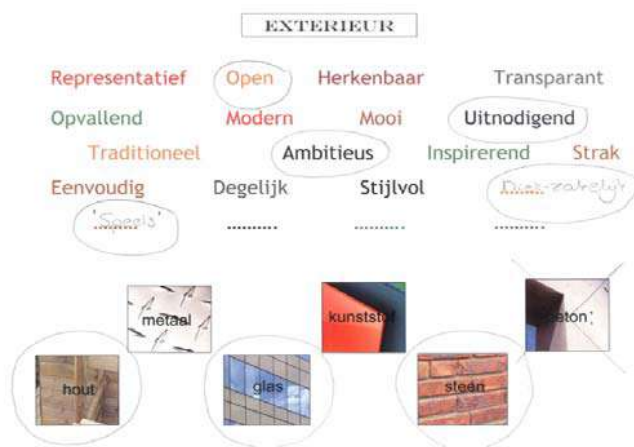 EXTERIEUR
Representatief Open Herkenbaar Transparant
Opvallend Modern Mooi Uitnodigend
Traditioneel Ambitieus Inspirerend Strak
Eenvoudig Degelijk Stijlvol
'Speels'
metaal kunststof beton
hout glas steen